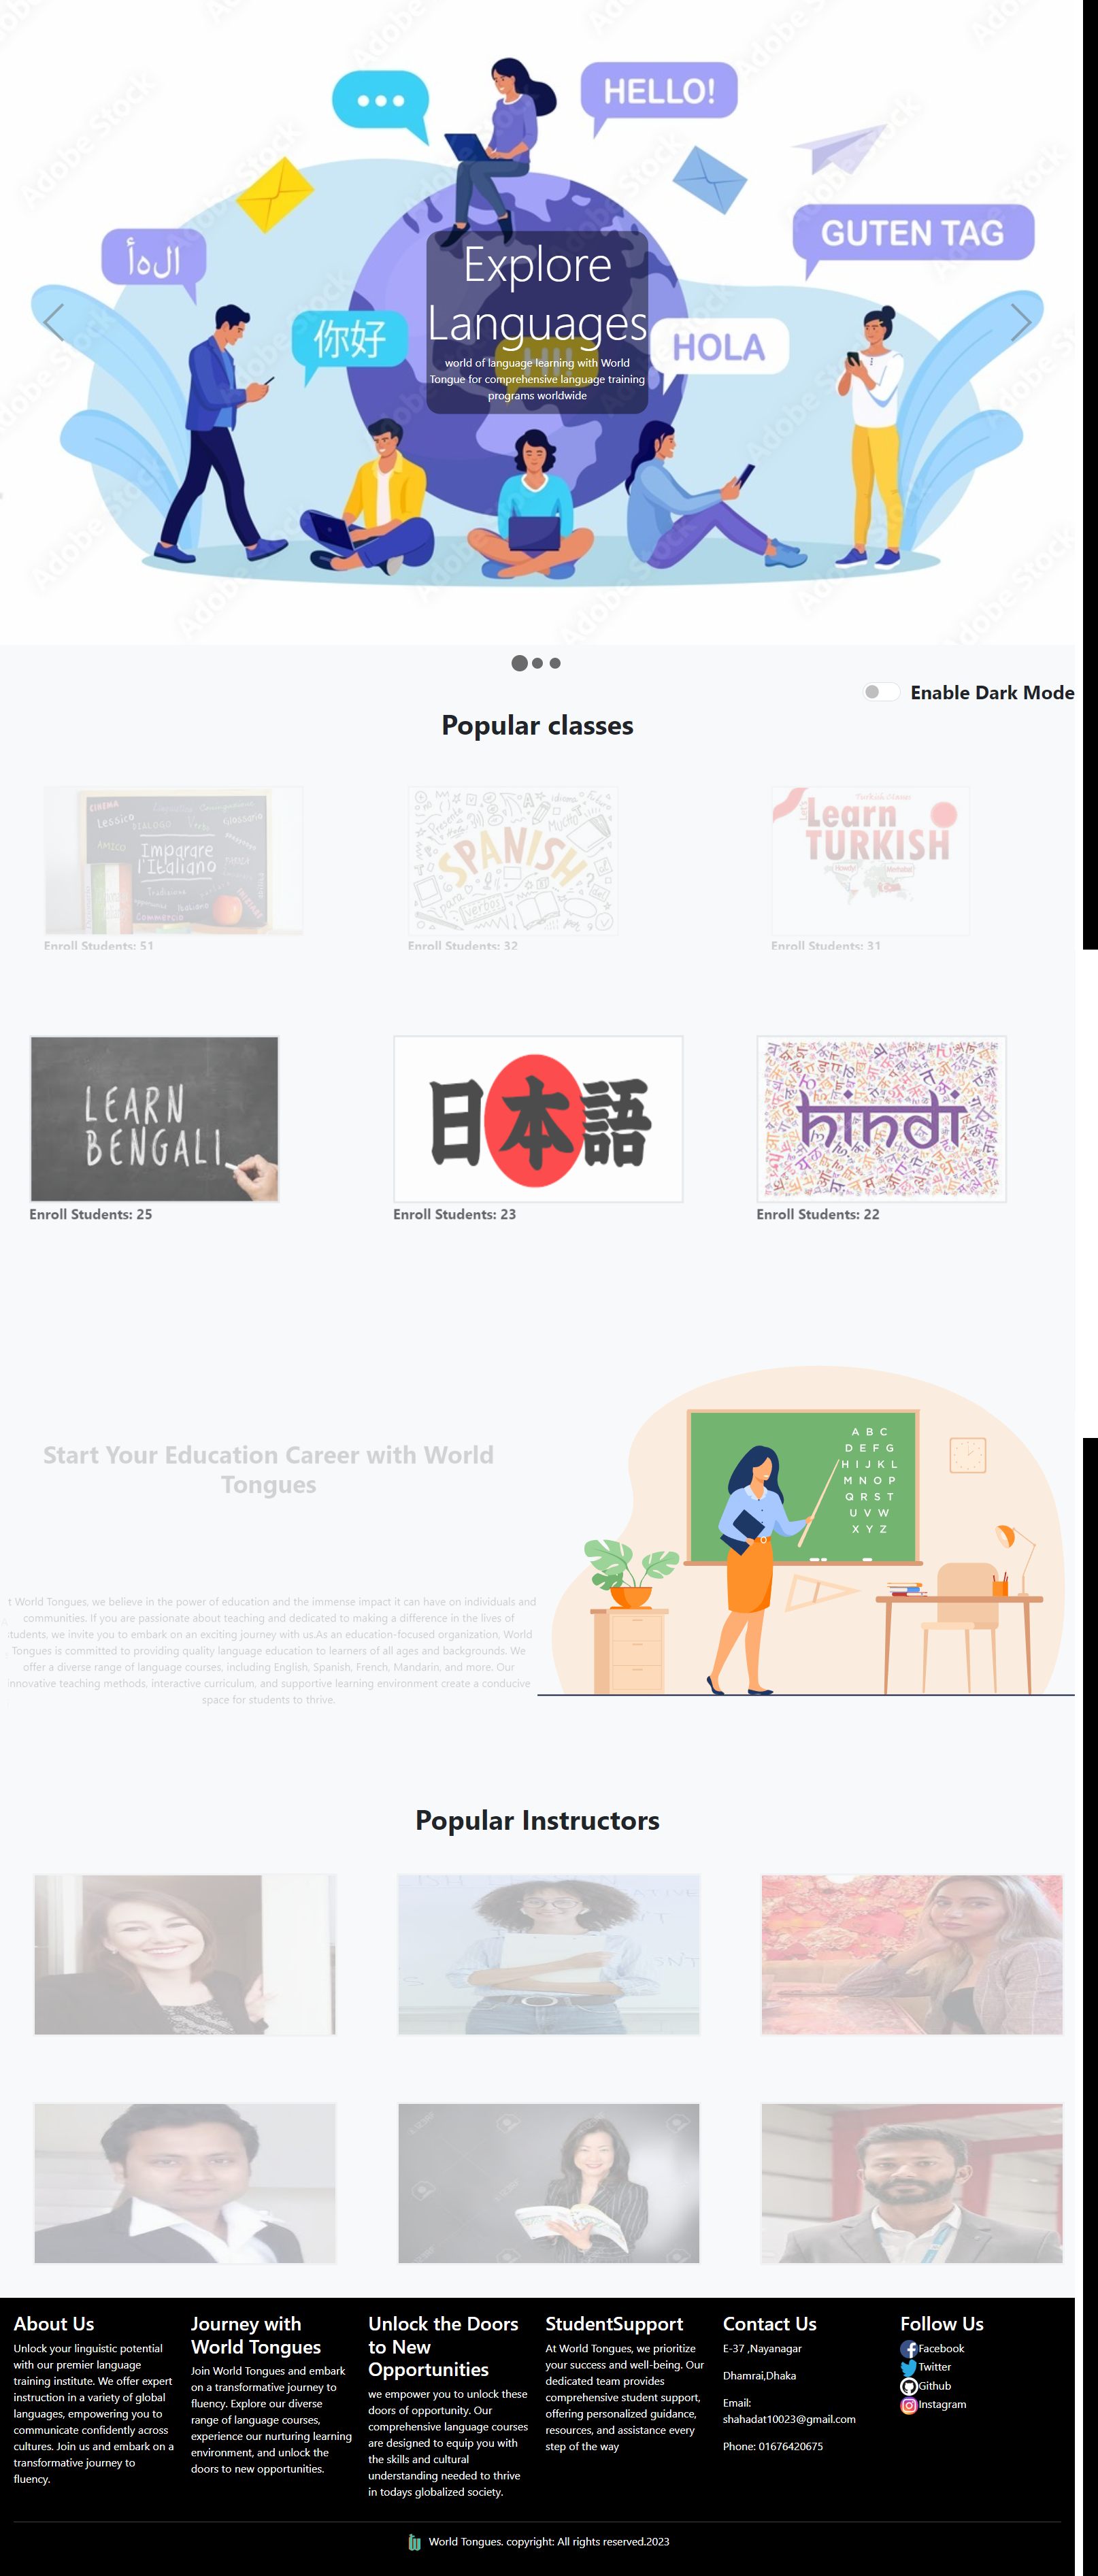 HELLO!
GUTEN TAG
أهلا
你好
HOLA
Explore
Languages
world of language learning with World
Tongue for comprehensive language training
programs worldwide
Adobe Stock
Enable Dark Mode
Popular classes
CINEMA
Lessico
DIALOGO
Verbo
AMICO
Imparare
l'Italiano
Tradizione
Italiano
Commercio
SPANISH
para
verbos
Let's
Learn
TURKISH
Enroll Students: 51
Enroll Students: 32
Enroll Students: 31
LEARN
BENGALI
日本語
hindi
Enroll Students: 25
Enroll Students: 23
Enroll Students: 22
Start Your Education Career with World
Tongues
A B C
D E F G
H I J K L
M N O P
Q R S T
U V W
X Y Z
t World Tongues, we believe in the power of education and the immense impact it can have on individuals and
communities. If you are passionate about teaching and dedicated to making a difference in the lives of
students, we invite you to embark on an exciting journey with us.As an education-focused organization, World
Tongues is committed to providing quality language education to learners of all ages and backgrounds. We
offer a diverse range of language courses, including English, Spanish, French, Mandarin, and more. Our
innovative teaching methods, interactive curriculum, and supportive learning environment create a conducive
space for students to thrive.
Popular Instructors
About Us
Unlock your linguistic potential
with our premier language
training institute. We offer expert
instruction in a variety of global
languages, empowering you to
communicate confidently across
cultures. Join us and embark on a
transformative journey to
fluency.
Journey with
World Tongues
Join World Tongues and embark
on a transformative journey to
fluency. Explore our diverse
range of language courses,
experience our nurturing learning
environment, and unlock the
doors to new opportunities.
Unlock the Doors
to New
Opportunities
we empower you to unlock these
doors of opportunity. Our
comprehensive language courses
are designed to equip you with
the skills and cultural
understanding needed to thrive
in todays globalized society.
StudentSupport
At World Tongues, we prioritize
your success and well-being. Our
dedicated team provides
comprehensive student support,
offering personalized guidance,
resources, and assistance every
step of the way
Contact Us
E-37 ,Nayanagar
Dhamrai,Dhaka
Email:
shahadat10023@gmail.com
Phone: 01676420675
Follow Us
Facebook
Twitter
Github
Instagram
World Tongues. copyright: All rights reserved.2023